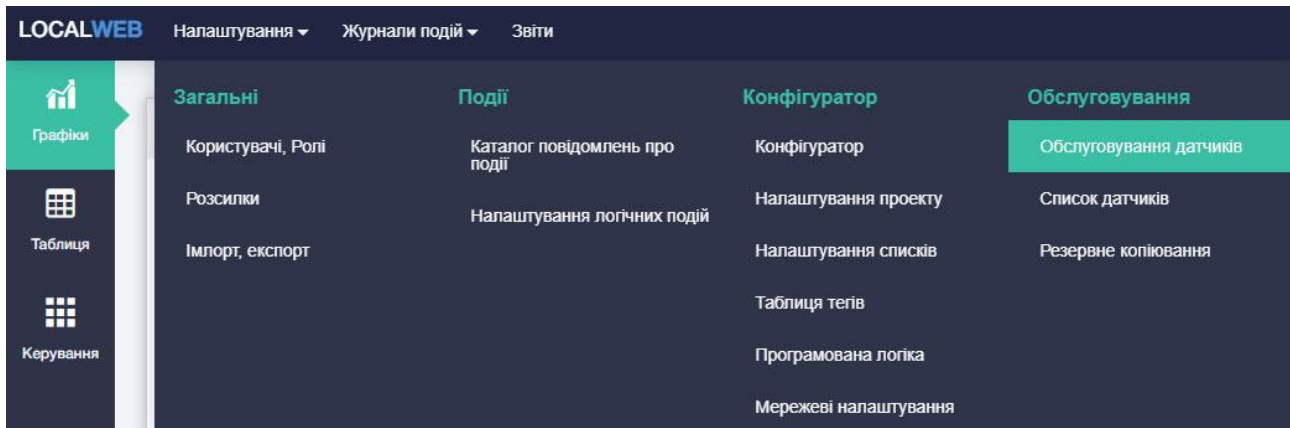 LOCALWEB
Налаштування
Журнали подій
Звіти
Графіки
Таблиця
Керування
Загальні
Користувачі, Ролі
Розсилки
Імпорт, експорт
Події
Каталог повідомлень про
події
Налаштування логічних подій
Конфігуратор
Конфігуратор
Налаштування проекту
Налаштування списків
Таблиця тегів
Програмована логіка
Мережеві налаштування
Обслуговування
Обслуговування датчиків
Список датчиків
Резервне копіювання